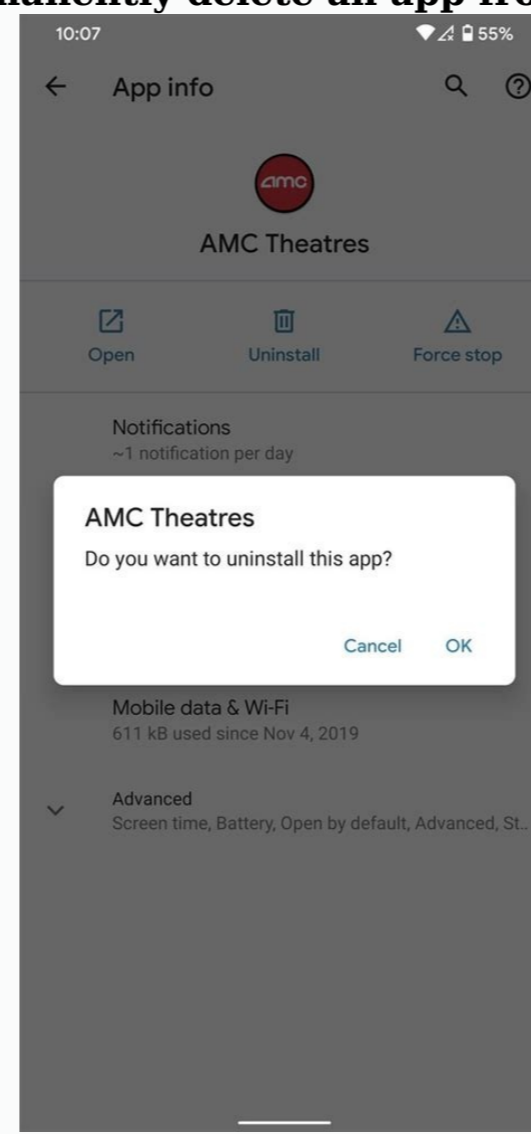 10:07
55%
App info
amc
AMC Theatres
Open
Uninstall
Force stop
Notifications
~1 notification per day
AMC Theatres
Do you want to uninstall this app?
Cancel
OK
Mobile data & Wi-Fi
611 kB used since Nov 4, 2019
Advanced
Screen time, Battery, Open by default, Advanced, St..